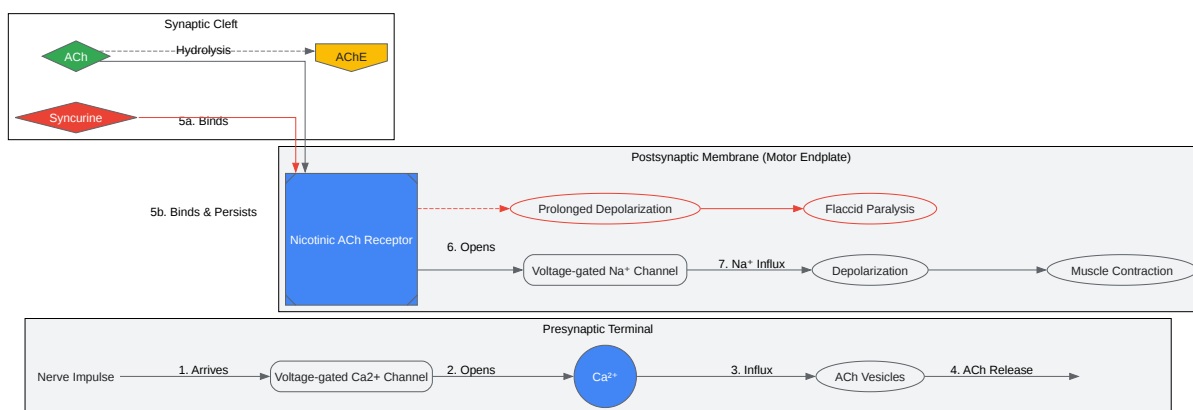 Synaptic Cleft
ACh
Hydrolysis
AChE
Syncurine
5a. Binds
Postsynaptic Membrane (Motor Endplate)
5b. Binds & Persists
Nicotinic ACh Receptor
Prolonged Depolarization
Flaccid Paralysis
6. Opens
Voltage-gated Na⁺ Channel
7. Na⁺ Influx
Depolarization
Muscle Contraction
Presynaptic Terminal
Nerve Impulse
1. Arrives
Voltage-gated Ca2+ Channel
2. Opens
Ca²⁺
3. Influx
ACh Vesicles
4. ACh Release